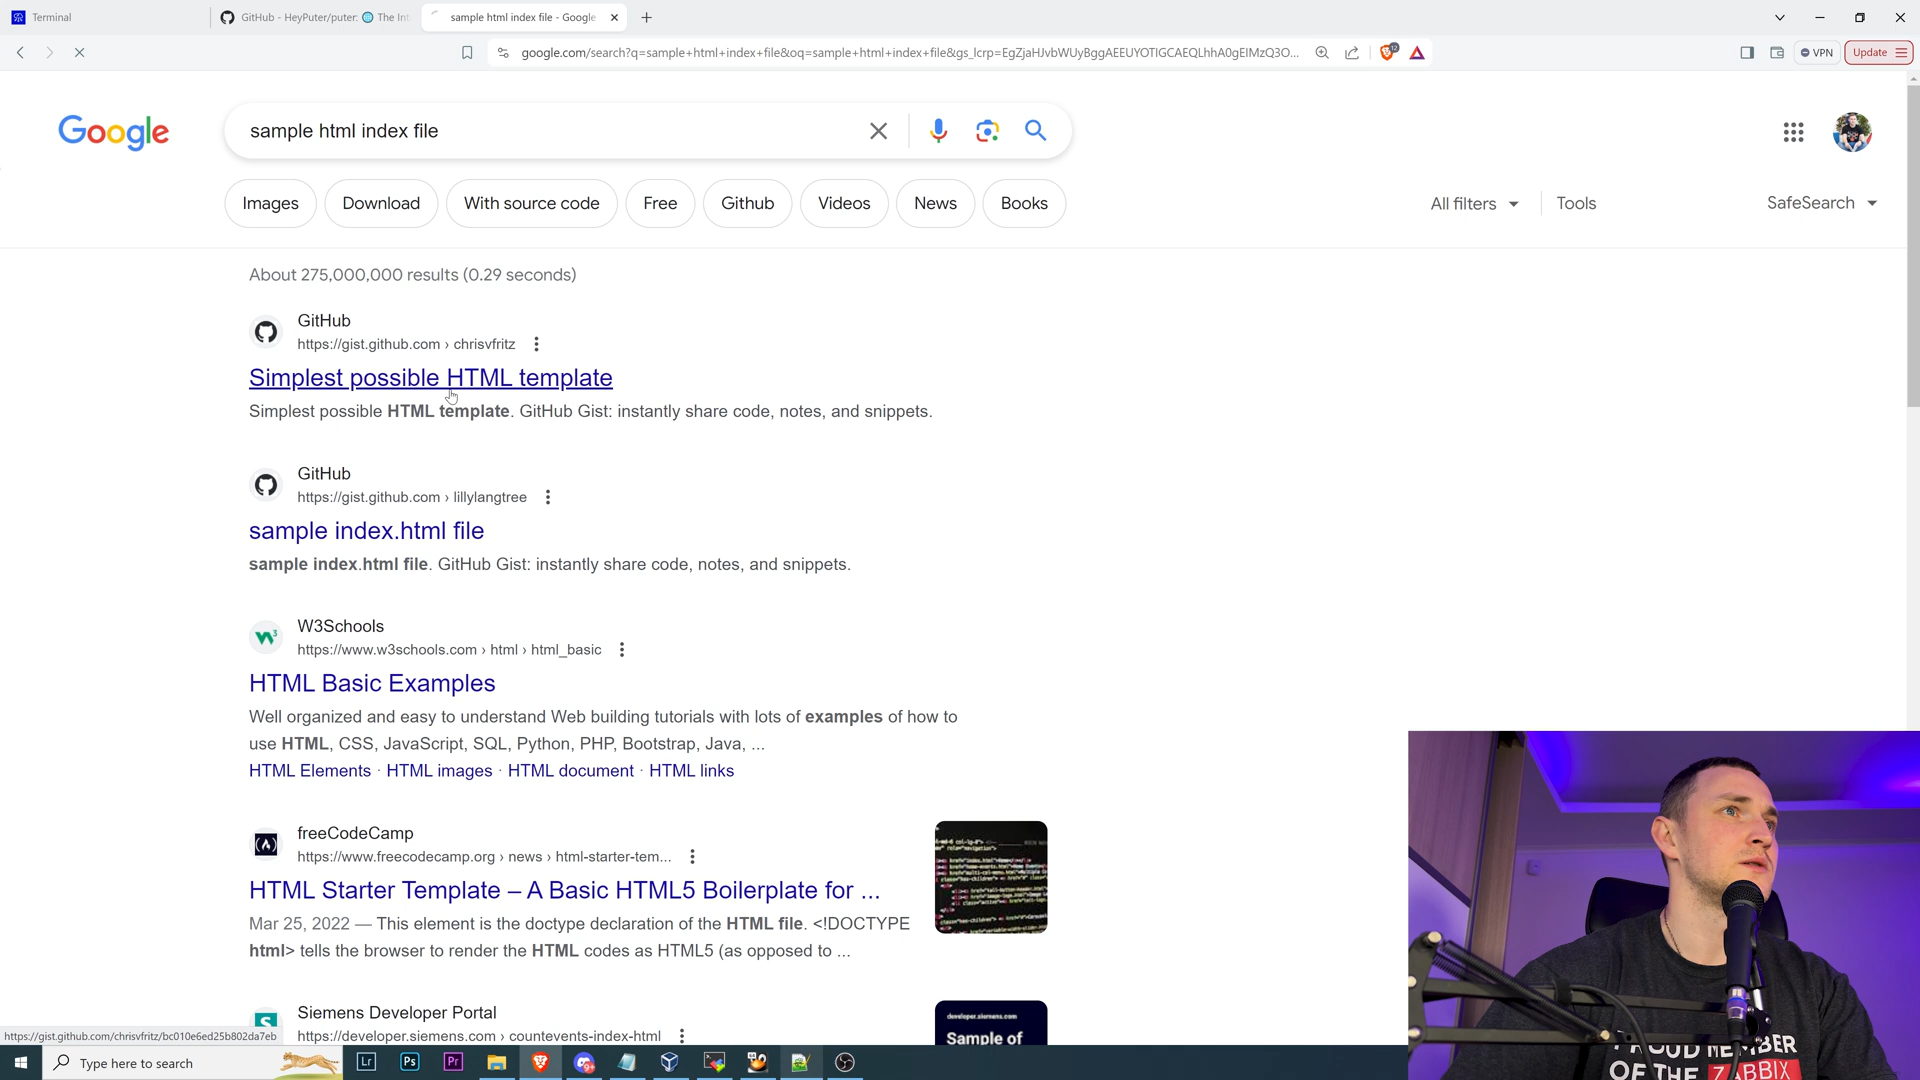 Terminal
GitHub - HeyPuter/puter: The Int
sample html index file - Google
google.com/search?q=sample+html+index+file&oq=sample+html+index+file&gs_lcrp=EgZjaHJvbWUyBggAEEUYOTIGCAEQLhhA0gEIMzQ3O...
12
VPN
Update
Google
sample html index file
Images
Download
With source code
Free
Github
Videos
News
Books
All filters
Tools
SafeSearch
About 275,000,000 results (0.29 seconds)
GitHub
https://gist.github.com › chrisvfritz
Simplest possible HTML template
Simplest possible HTML template. GitHub Gist: instantly share code, notes, and snippets.
GitHub
https://gist.github.com › lillylangtree
sample index.html file
sample index.html file. GitHub Gist: instantly share code, notes, and snippets.
W3Schools
https://www.w3schools.com › html › html_basic
HTML Basic Examples
Well organized and easy to understand Web building tutorials with lots of examples of how to
use HTML, CSS, JavaScript, SQL, Python, PHP, Bootstrap, Java, ...
HTML Elements · HTML images · HTML document · HTML links
freeCodeCamp
https://www.freecodecamp.org › news › html-starter-tem...
HTML Starter Template – A Basic HTML5 Boilerplate for ...
Mar 25, 2022 — This element is the doctype declaration of the HTML file. <!DOCTYPE
html> tells the browser to render the HTML codes as HTML5 (as opposed to ...
Siemens Developer Portal
https://developer.siemens.com › countevents-index-html
developer.siemens.com
Sample of
https://gist.github.com/chrisvfritz/bc010e6ed25b802da7eb
Type here to search
Lr
Ps
Pr
PROUD MEMBER
OF THE ZABBIX